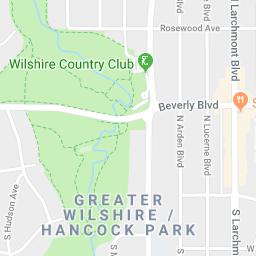 Rosewood Ave
Wilshire Country Club
N Larchmont Blvd
Beverly Blvd
N Arden Blvd
N Lucerne Blvd
S Hudson Ave
GREATER
WILSHIRE /
HANCOCK PARK
S Larchm